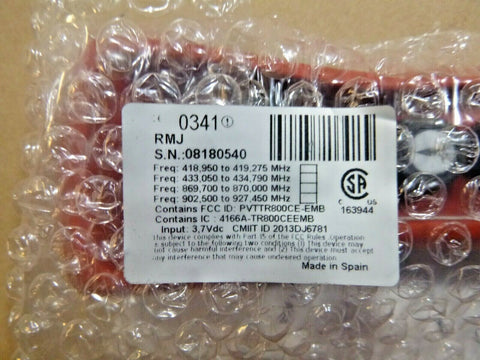 0341①
RMJ
S.N.:08180540
Freq: 418,950 to 419,275 MHz
Freq: 433,050 to 434,790 MHz
Freq: 869,700 to 870,000 MHz
Freq: 902,500 to 927,450 MHz
Contains FCC ID: PVTTR800CE-EMB
Contains IC : 4166A-TR800CEEMB
Input: 3,7Vdc CMIIT ID 2013DJ6781
This device complies with Part 15 of the FCC Rules. Operation
is subject to the following two conditions (1) This device may
not cause harmful interference and (2) This device must accept
any interference that may cause undesired operation
Made in Spain
C US
163944